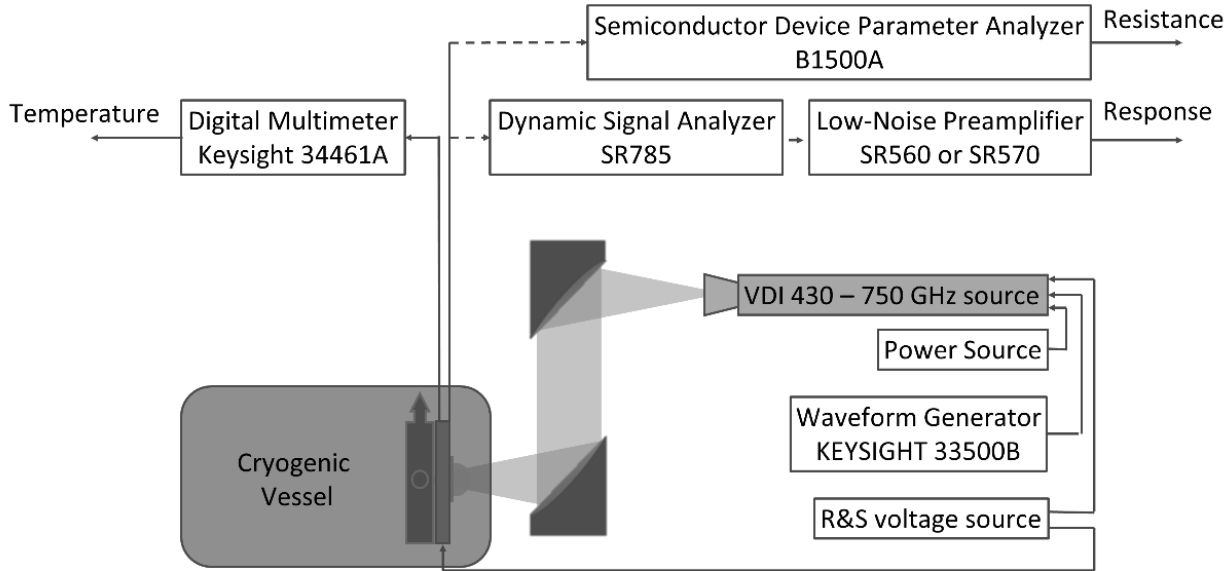 Semiconductor Device Parameter Analyzer
B1500A
Resistance
Temperature
Digital Multimeter
Keysight 34461A
Dynamic Signal Analyzer
SR785
Low-Noise Preamplifier
SR560 or SR570
Response
VDI 430 – 750 GHz source
Power Source
Waveform Generator
KEYSIGHT 33500B
Cryogenic
Vessel
R&S voltage source